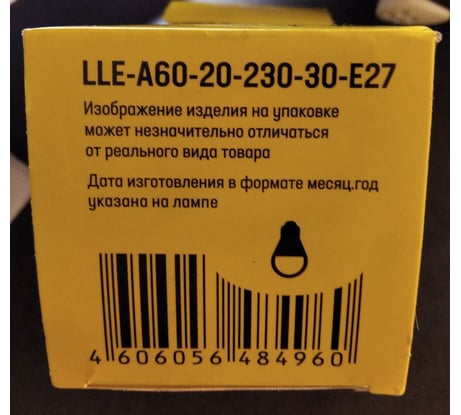 LLE-A60-20-230-30-E27
Изображение изделия на упаковке
может незначительно отличаться
от реального вида товара
Дата изготовления в формате месяц.год
указана на лампе
4 606056 484960